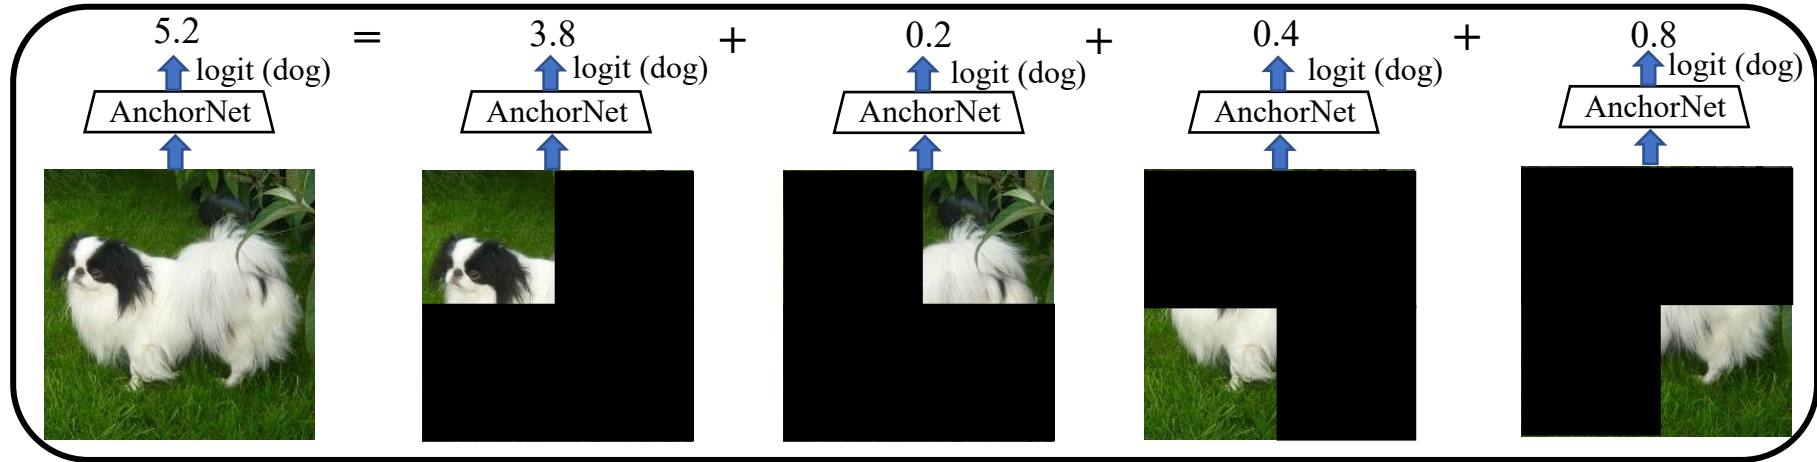 5.2 = 3.8 + 0.2 + 0.4 + 0.8
logit (dog) logit (dog) logit (dog) logit (dog) logit (dog)
AnchorNet AnchorNet AnchorNet AnchorNet AnchorNet